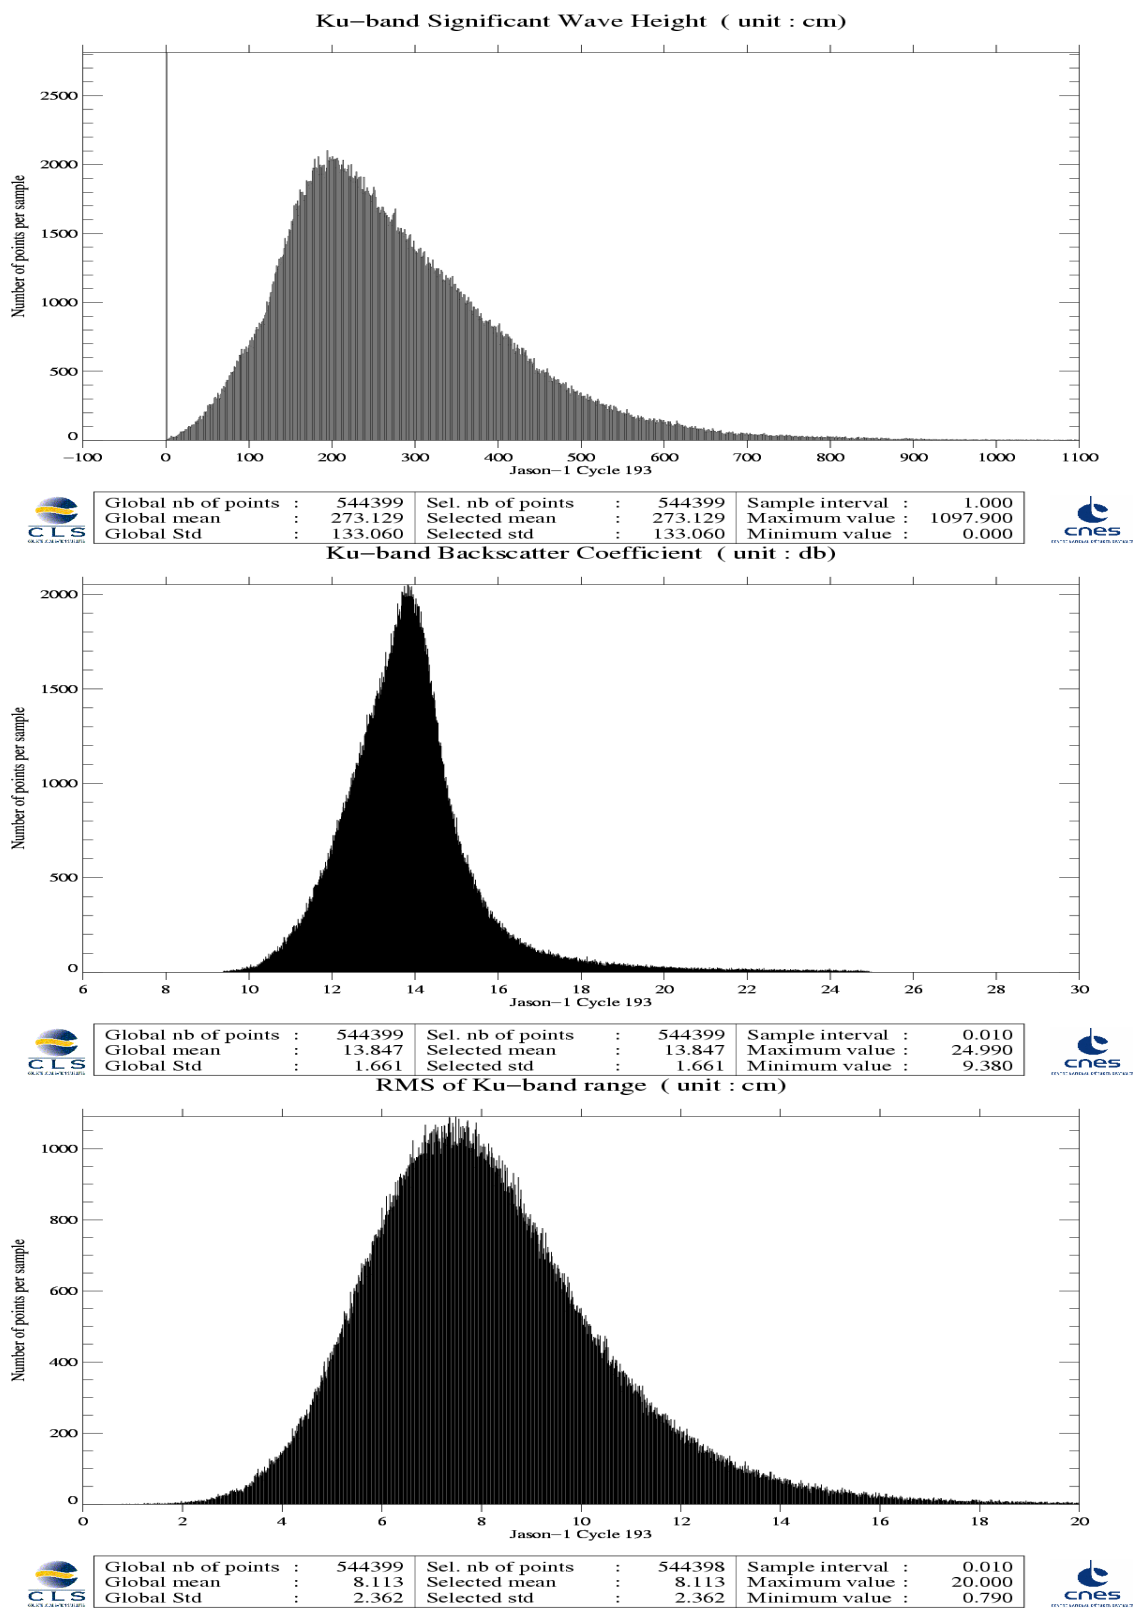 Ku−band Significant Wave Height ( unit : cm)
2500
2000
1500
1000
500
0
Number of points per sample
−100 0 100 200 300 400 500 600 700 800 900 1000 1100
Jason−1 Cycle 193
CLS
Global nb of points : 544399 Sel. nb of points : 544399 Sample interval : 1.000
Global mean : 273.129 Selected mean : 273.129 Maximum value : 1097.900
Global Std : 133.060 Selected std : 133.060 Minimum value : 0.000
cnes
Ku−band Backscatter Coefficient ( unit : db)
2000
1500
1000
500
0
Number of points per sample
6 8 10 12 14 16 18 20 22 24 26 28 30
Jason−1 Cycle 193
CLS
Global nb of points : 544399 Sel. nb of points : 544399 Sample interval : 0.010
Global mean : 13.847 Selected mean : 13.847 Maximum value : 24.990
Global Std : 1.661 Selected std : 1.661 Minimum value : 9.380
cnes
RMS of Ku−band range ( unit : cm)
1000
800
600
400
200
0
Number of points per sample
0 2 4 6 8 10 12 14 16 18 20
Jason−1 Cycle 193
CLS
Global nb of points : 544399 Sel. nb of points : 544398 Sample interval : 0.010
Global mean : 8.113 Selected mean : 8.113 Maximum value : 20.000
Global Std : 2.362 Selected std : 2.362 Minimum value : 0.790
cnes